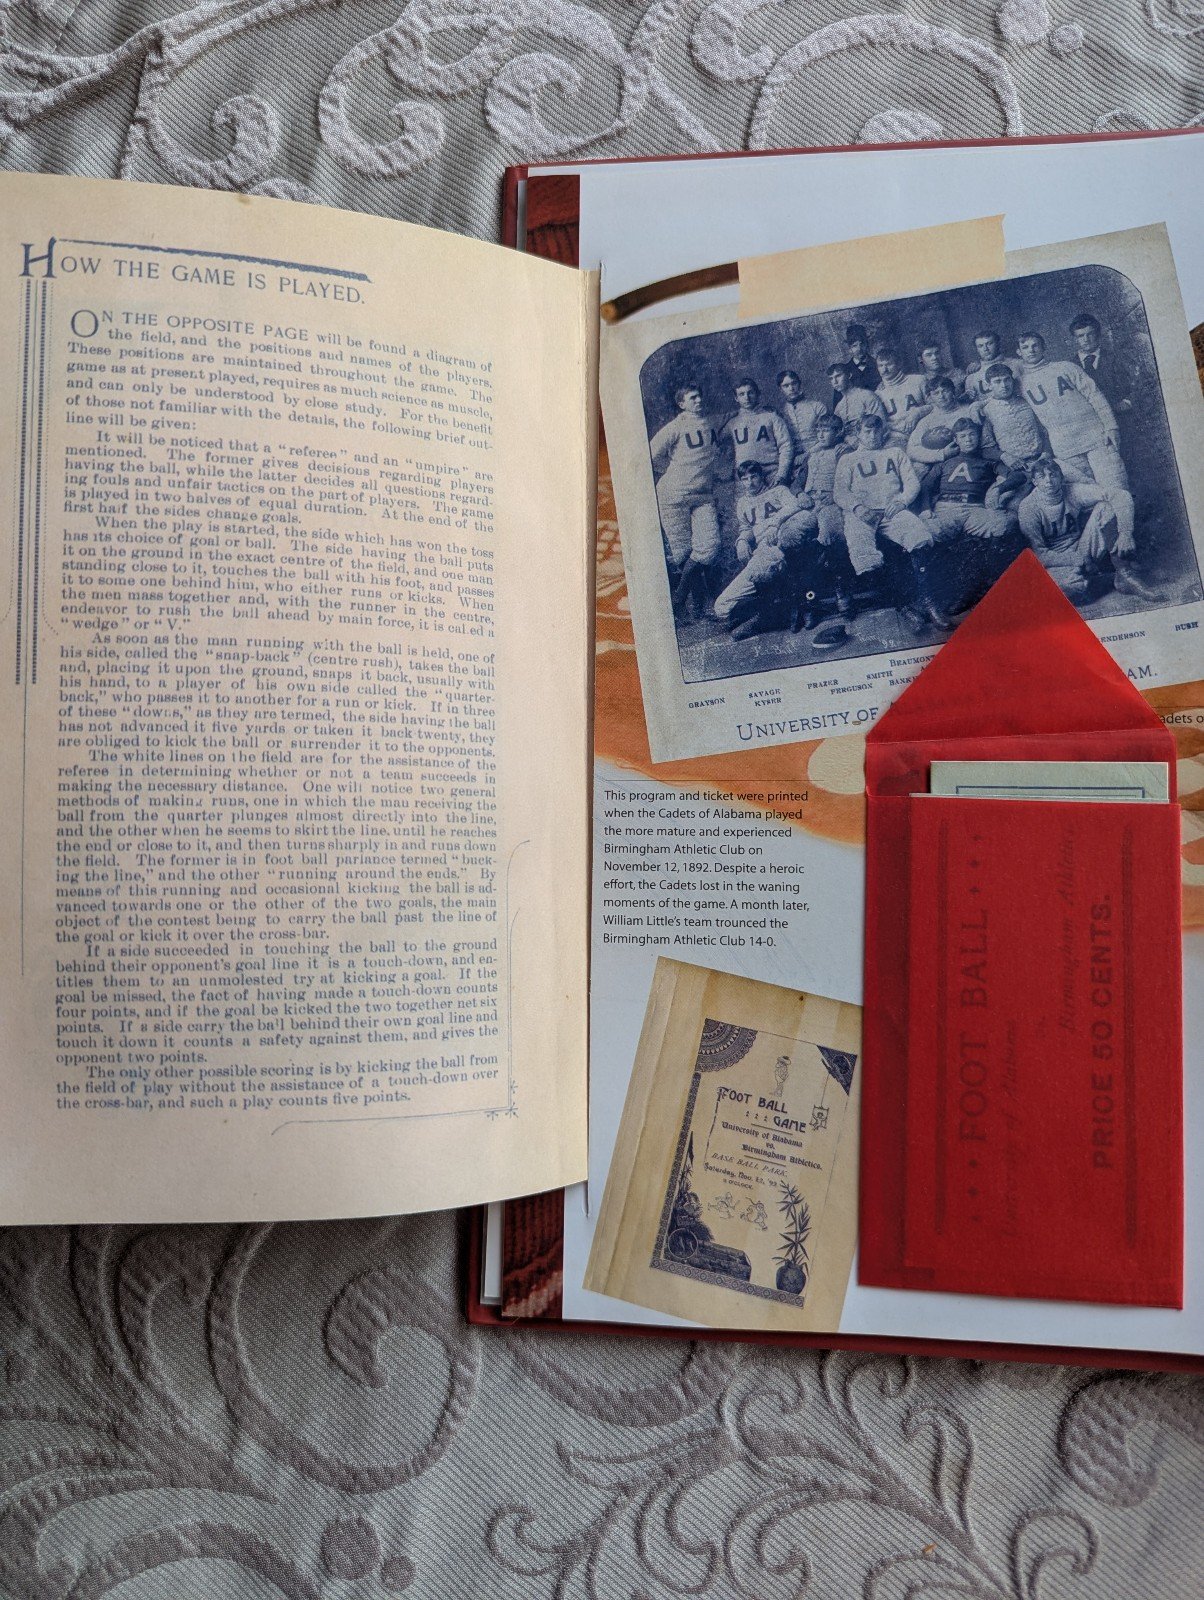 HOW THE GAME IS PLAYED.
ON THE OPPOSITE PAGE will be found a diagram of
the field, and the positions and names of the players.
These positions are maintained throughout the game. The
game as at present played, requires as much science as muscle,
and can only be understood by close study. For the benefit
of those not familiar with the details, the following brief out-
line will be given:
It will be noticed that a "referee" and an "umpire" are
mentioned. The former gives decisions regarding players
having the ball, while the latter decides all questions regard-
ing fouls and unfair tactics on the part of players. The game
is played in two halves of equal duration. At the end of the
first half the sides change goals.
When the play is started, the side which has won the toss
has its choice of goal or ball. The side having the ball puts
it on the ground in the exact centre of the field, and one man
standing close to it, touches the ball with his foot, and passes
it to some one behind him, who either runs or kicks. When
the men mass together and, with the runner in the centre,
endeavor to rush the ball ahead by main force, it is cal.ed a
"wedge" or "V."
As soon as the man running with the ball is held, one of
his side, called the "snap-back" (centre rush), takes the ball
and, placing it upon the ground, snaps it back, usually with
his hand, to a player of his own side called the "quarter-
back," who passes it to another for a run or kick. If in three
of these "downs," as they are termed, the side having the ball
has not advanced it five yards or taken it back twenty, they
are obliged to kick the ball or surrender it to the opponents.
The white lines on the field are for the assistance of the
referee in determining whether or not a team succeeds in
making the necessary distance. One will notice two general
methods of making runs, one in which the man receiving the
ball from the quarter plunges almost directly into the line,
and the other when he seems to skirt the line, until he reaches
the end or close to it, and then turns sharply in and runs down
the field. The former is in foot ball parlance termed "buck-
ing the line," and the other "running around the ends." By
means of this running and occasional kicking the ball is ad-
vanced towards one or the other of the two goals, the main
object of the contest being to carry the ball past the line of
the goal or kick it over the cross-bar.
If a side succeeded in touching the ball to the ground
behind their opponent's goal line it is a touch-down, and en-
titles them to an unmolested try at kicking a goal. If the
goal be missed, the fact of having made a touch-down counts
four points, and if the goal be kicked the two together net six
points. If a side carry the ball behind their own goal line and
touch it down it counts a safety against them, and gives the
opponent two points.
The only other possible scoring is by kicking the ball from
the field of play without the assistance of a touch-down over
the cross-bar, and such a play counts five points.
UA
UA
UA
UA
UA
UA
UA
A
UA
BEAUMONT
HENDERSON BUSH
GRAYSON SAVAGE FRAZER SMITH
KYSER FERGUSON BANK
UNIVERSITY OF AM.
Cadets o
This program and ticket were printed
when the Cadets of Alabama played
the more mature and experienced
Birmingham Athletic Club on
November 12, 1892. Despite a heroic
effort, the Cadets lost in the waning
moments of the game. A month later,
William Little's team trounced the
Birmingham Athletic Club 14-0.
FOOT BALL
GAME
University of Alabama
vs.
Birmingham Athletics.
BASE BALL PARK.
Saturday, Nov. 12, '92.
O'CLOCK.
FOOT BALL
Birmingham Athletic
University of Alabama
PRICE 50 CENTS.